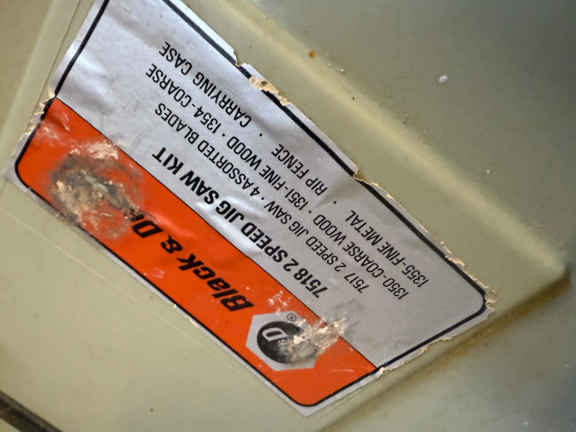 Black & D
7518 2 SPEED JIG SAW KIT
7517 2 SPEED JIG SAW • 4 ASSORTED BLADES
1350-COARSE WOOD • 1351-FINE WOOD • 1354-COARSE
1355-FINE METAL • RIP FENCE • CARRYING CASE